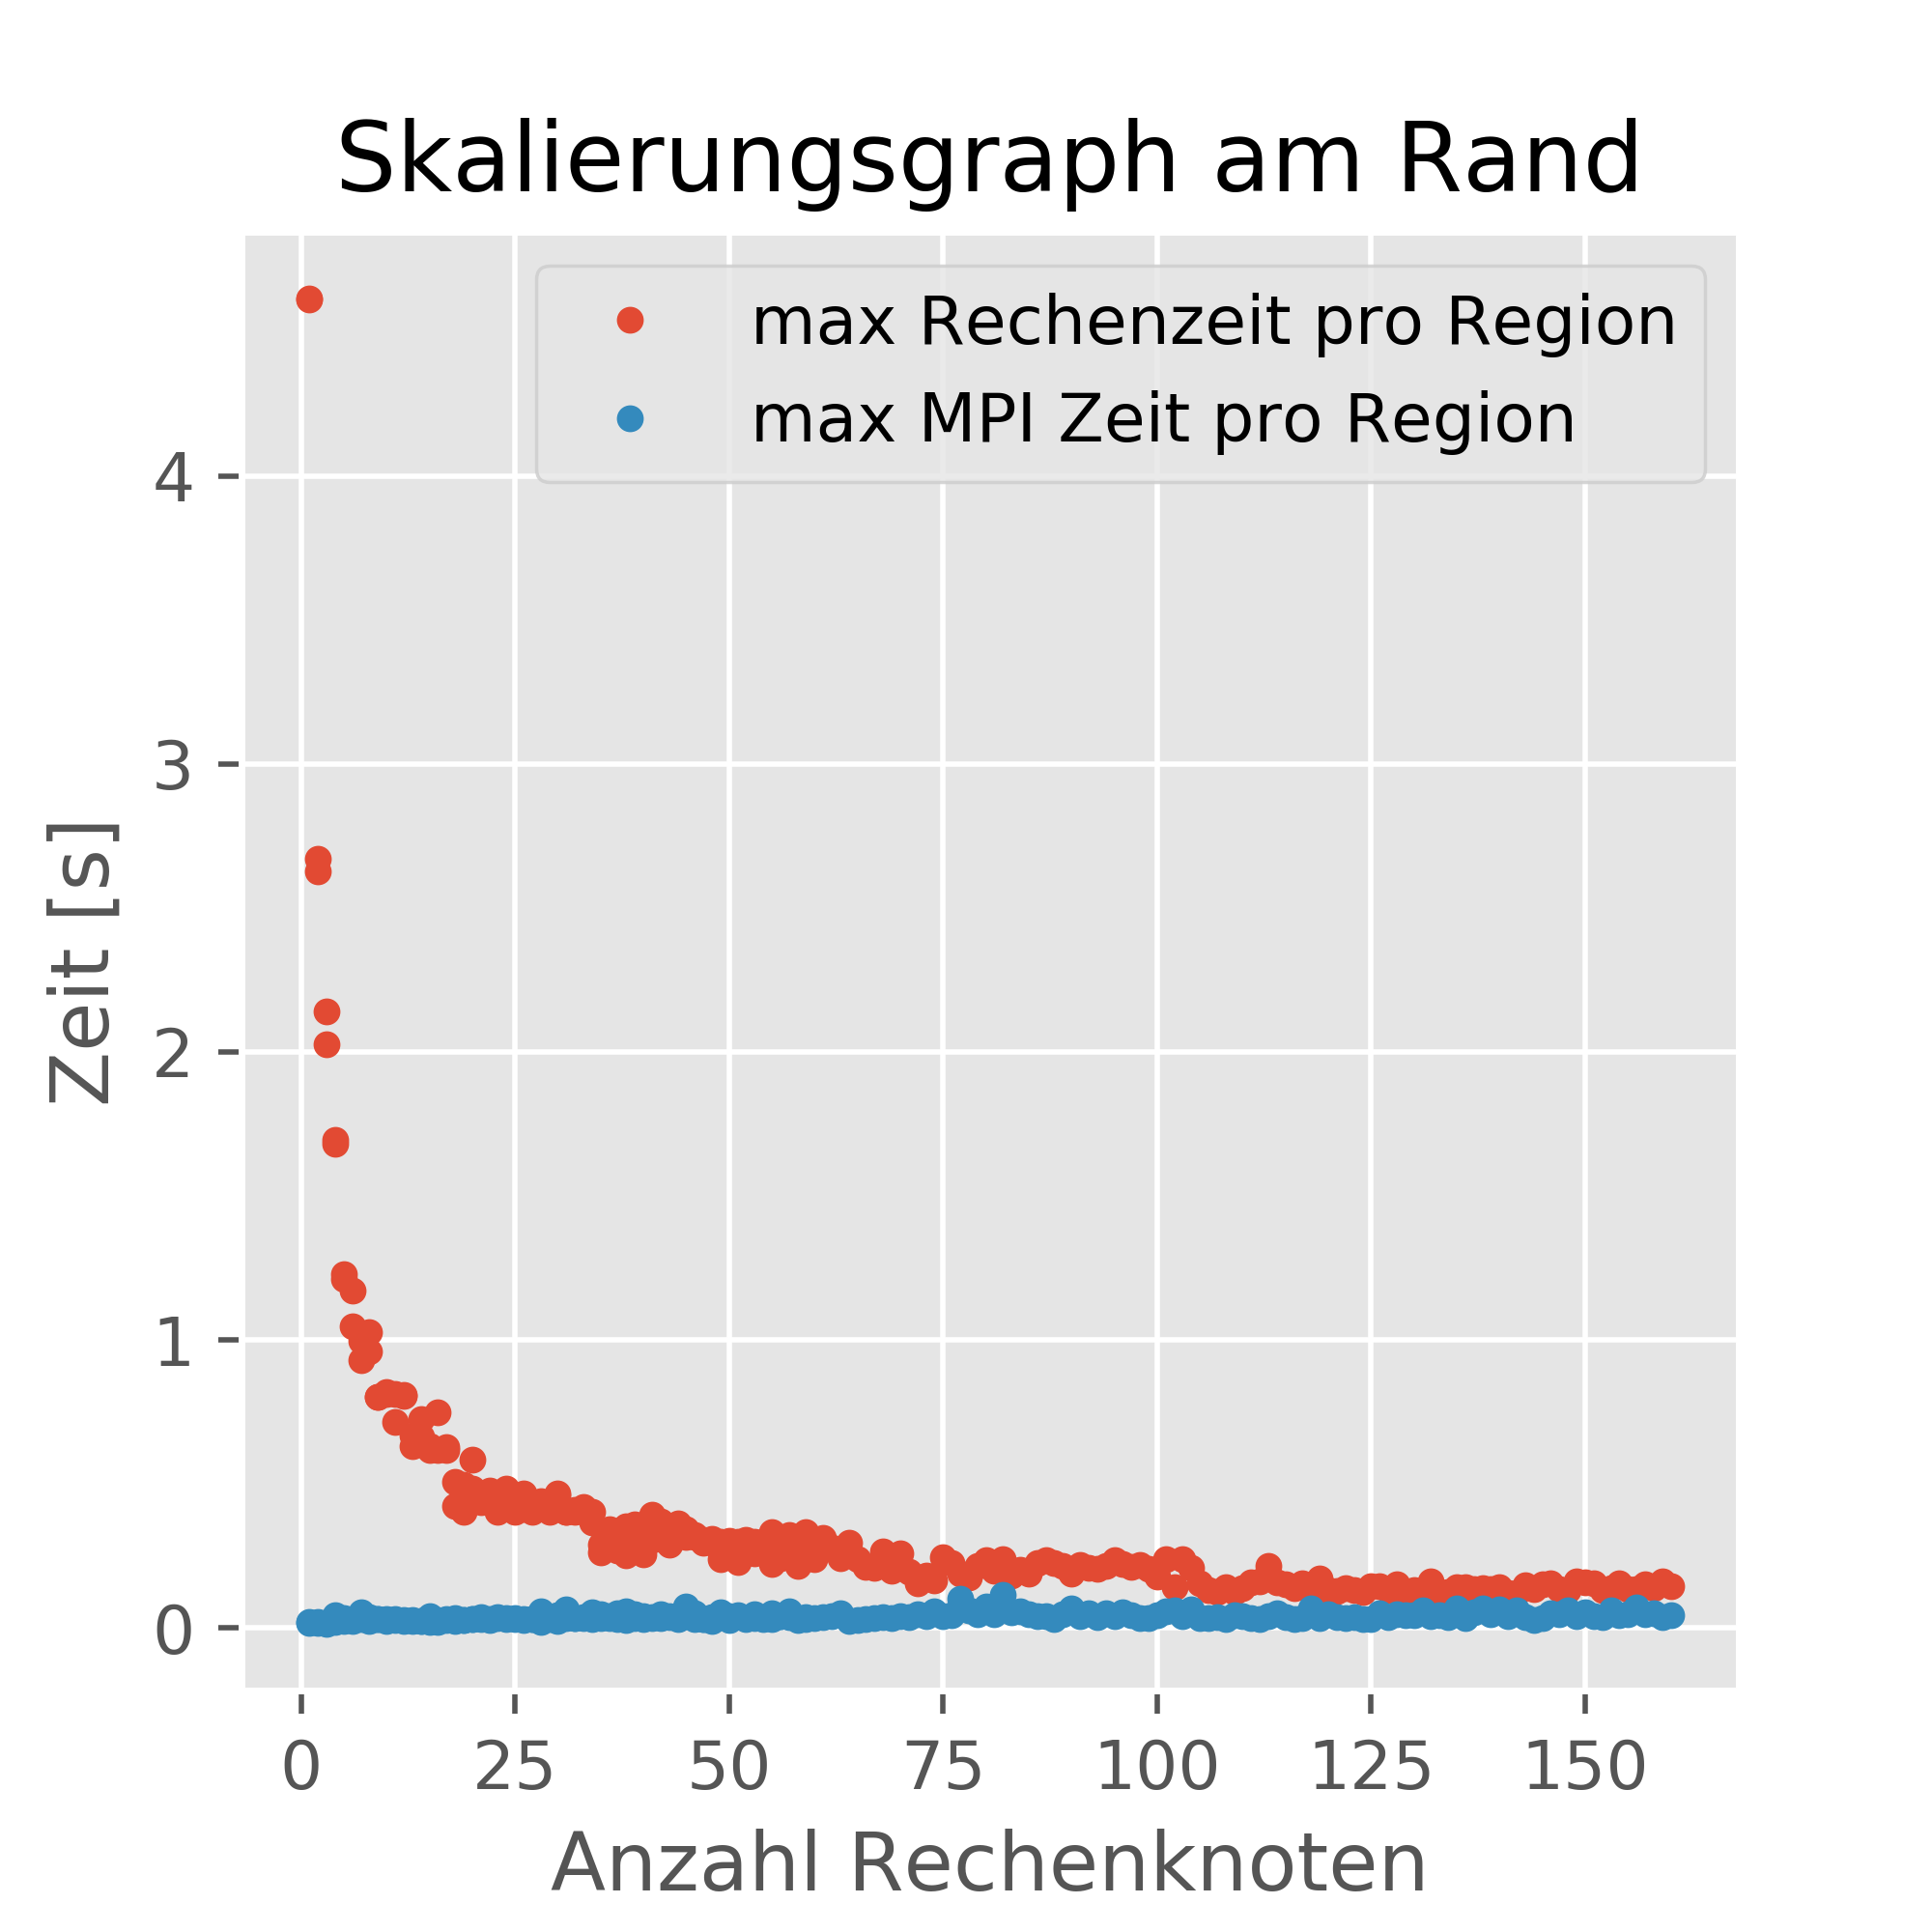 Skalierungsgraph am Rand
max Rechenzeit pro Region
max MPI Zeit pro Region
4
3
2
1
0
Zeit [s]
0 25 50 75 100 125 150
Anzahl Rechenknoten